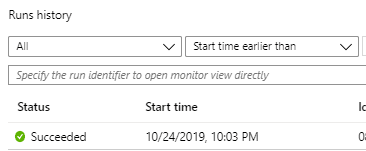 Runs history
All Start time earlier than
Specify the run identifier to open monitor view directly
Status Start time
Succeeded 10/24/2019, 10:03 PM